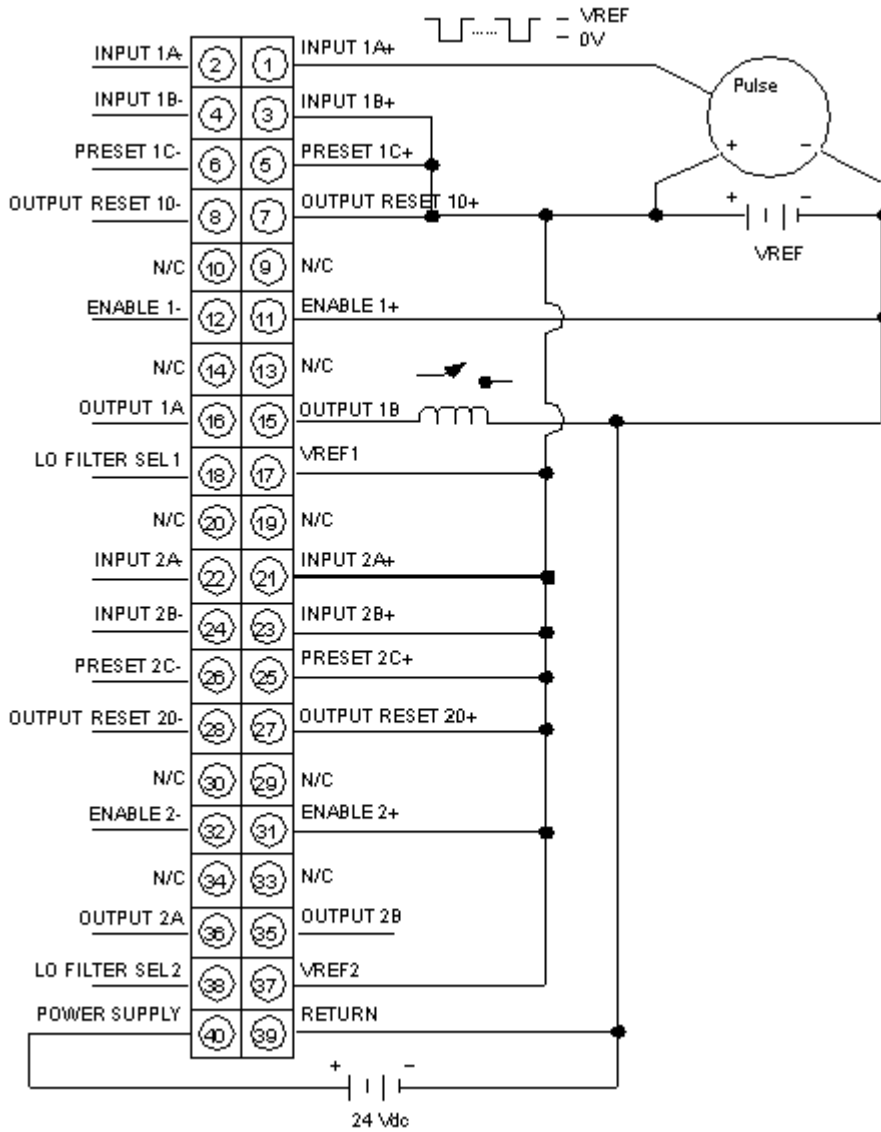 VREF
0V
INPUT 1A- 2 1 INPUT 1A+
Pulse
+ -
INPUT 1B- 4 3 INPUT 1B+
PRESET 1C- 6 5 PRESET 1C+
OUTPUT RESET 10- 8 7 OUTPUT RESET 10+
+ -
VREF
N/C 10 9 N/C
ENABLE 1- 12 11 ENABLE 1+
N/C 14 13 N/C
OUTPUT 1A 16 15 OUTPUT 1B
LO FILTER SEL1 18 17 VREF1
N/C 20 19 N/C
INPUT 2A- 22 21 INPUT 2A+
INPUT 2B- 24 23 INPUT 2B+
PRESET 2C- 26 25 PRESET 2C+
OUTPUT RESET 20- 28 27 OUTPUT RESET 20+
N/C 30 29 N/C
ENABLE 2- 32 31 ENABLE 2+
N/C 34 33 N/C
OUTPUT 2A 36 35 OUTPUT 2B
LO FILTER SEL2 38 37 VREF2
POWER SUPPLY 40 39 RETURN
+ -
24 Vdc